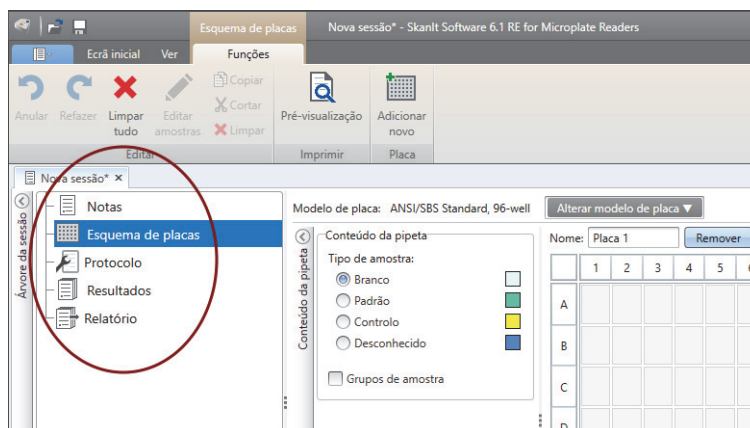 Esquema de placas
Nova sessão* - SkanIt Software 6.1 RE for Microplate Readers
Ecrã inicial Ver Funções
Anular Refazer Limpar tudo Editar amostras
Copiar
Cortar
Limpar
Pré-visualização
Adicionar novo
Editar Imprimir Placa
Nova sessão*
Árvore da sessão
Notas
Esquema de placas
Protocolo
Resultados
Relatório
Modelo de placa: ANSI/SBS Standard, 96-well Alterar modelo de placa
Conteúdo da pipeta
Conteúdo da pipeta
Tipo de amostra:
Branco
Padrão
Controlo
Desconhecido
Grupos de amostra
Nome: Placa 1 Remover
1 2 3 4 5
A
B
C